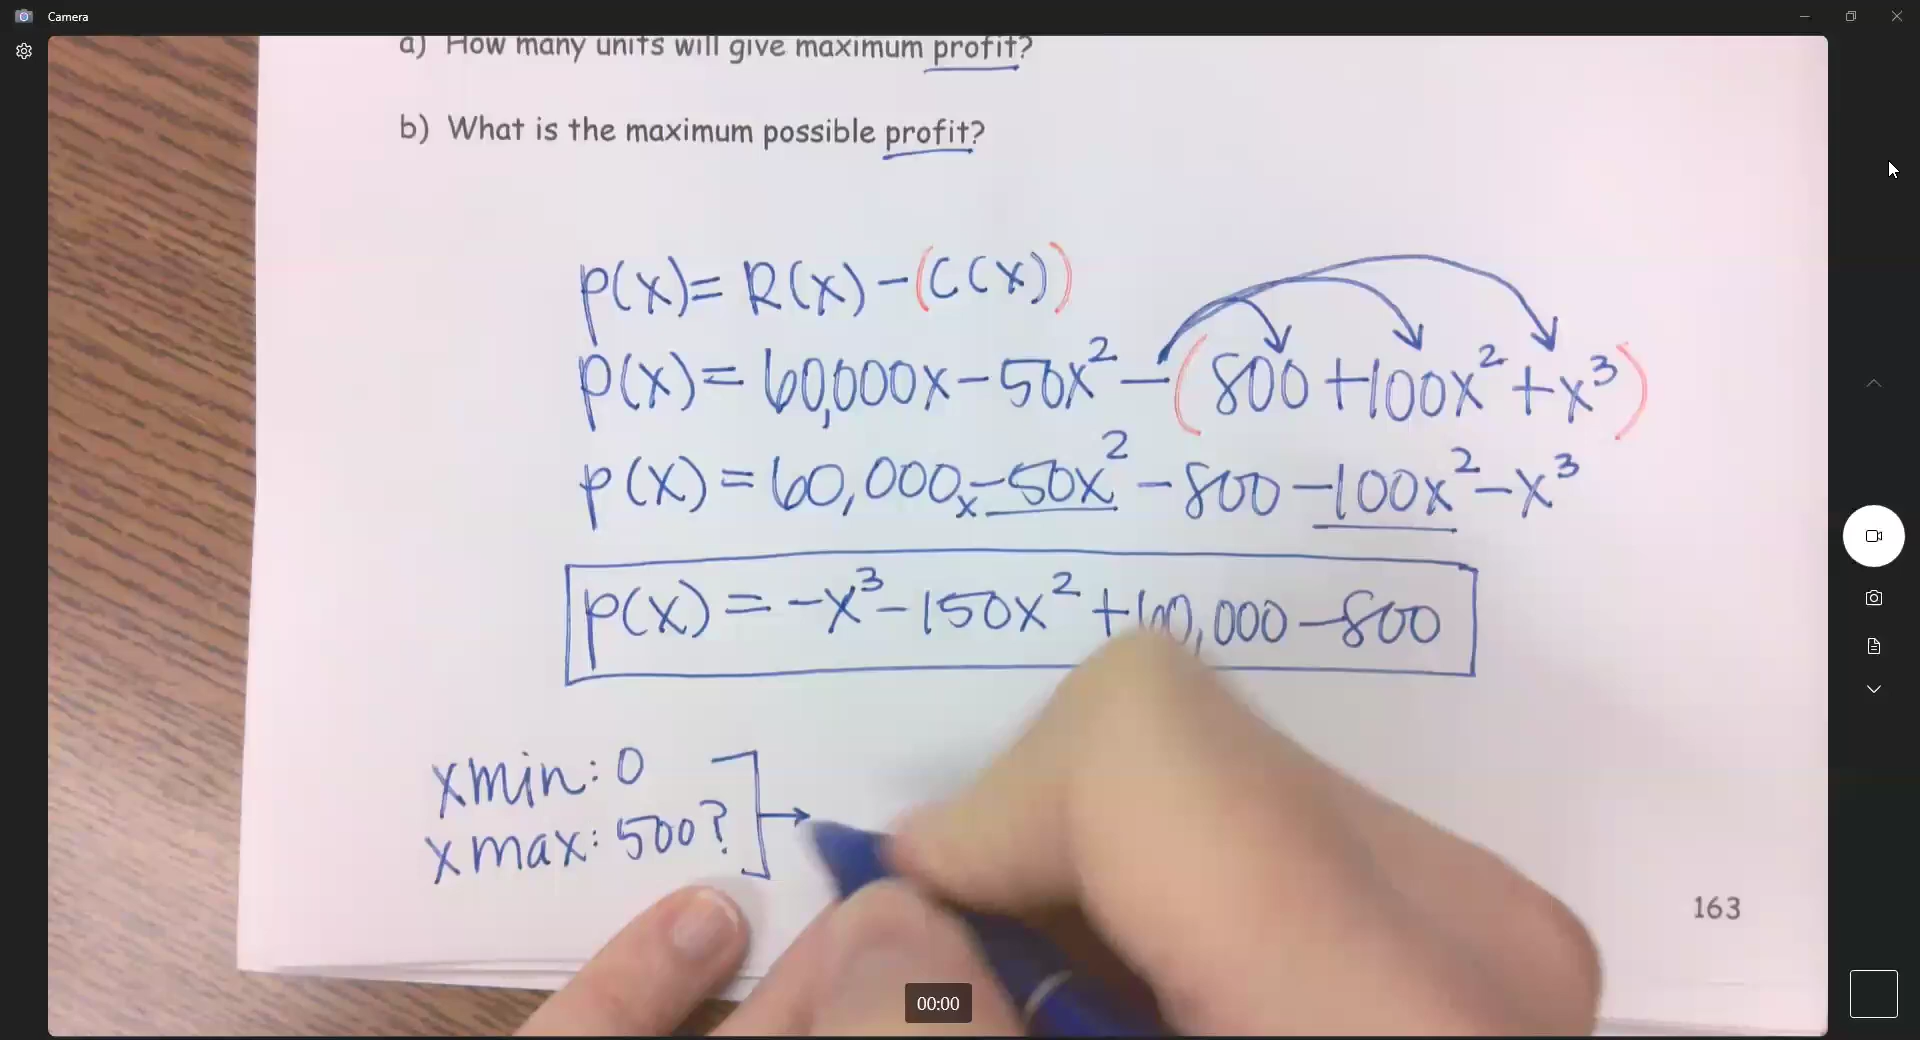 Camera
a) How many units will give maximum profit?
b) What is the maximum possible profit?
p(x)= R(x) -(C(x))
p(x)= 60,000x - 50x² - (800 + 100x² + x³)
p(x) = 60,000x - 50x² - 800 - 100x² - x³
p(x) = -x³ - 150x² + 60,000 - 800
xmin: 0
xmax: 500?
163
00:00